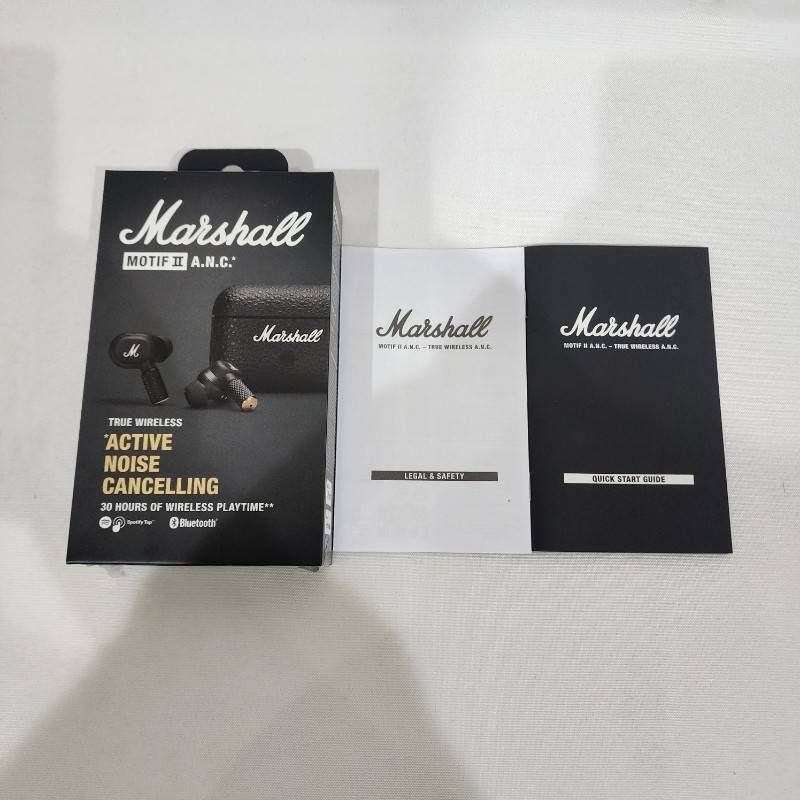 Marshall
MOTIF II A.N.C.*
Marshall
M
TRUE WIRELESS
*ACTIVE
NOISE
CANCELLING
30 HOURS OF WIRELESS PLAYTIME**
Spotify Tap™ Bluetooth®
Marshall
MOTIF II A.N.C. – TRUE WIRELESS A.N.C.
LEGAL & SAFETY
Marshall
MOTIF II A.N.C. – TRUE WIRELESS A.N.C.
QUICK START GUIDE